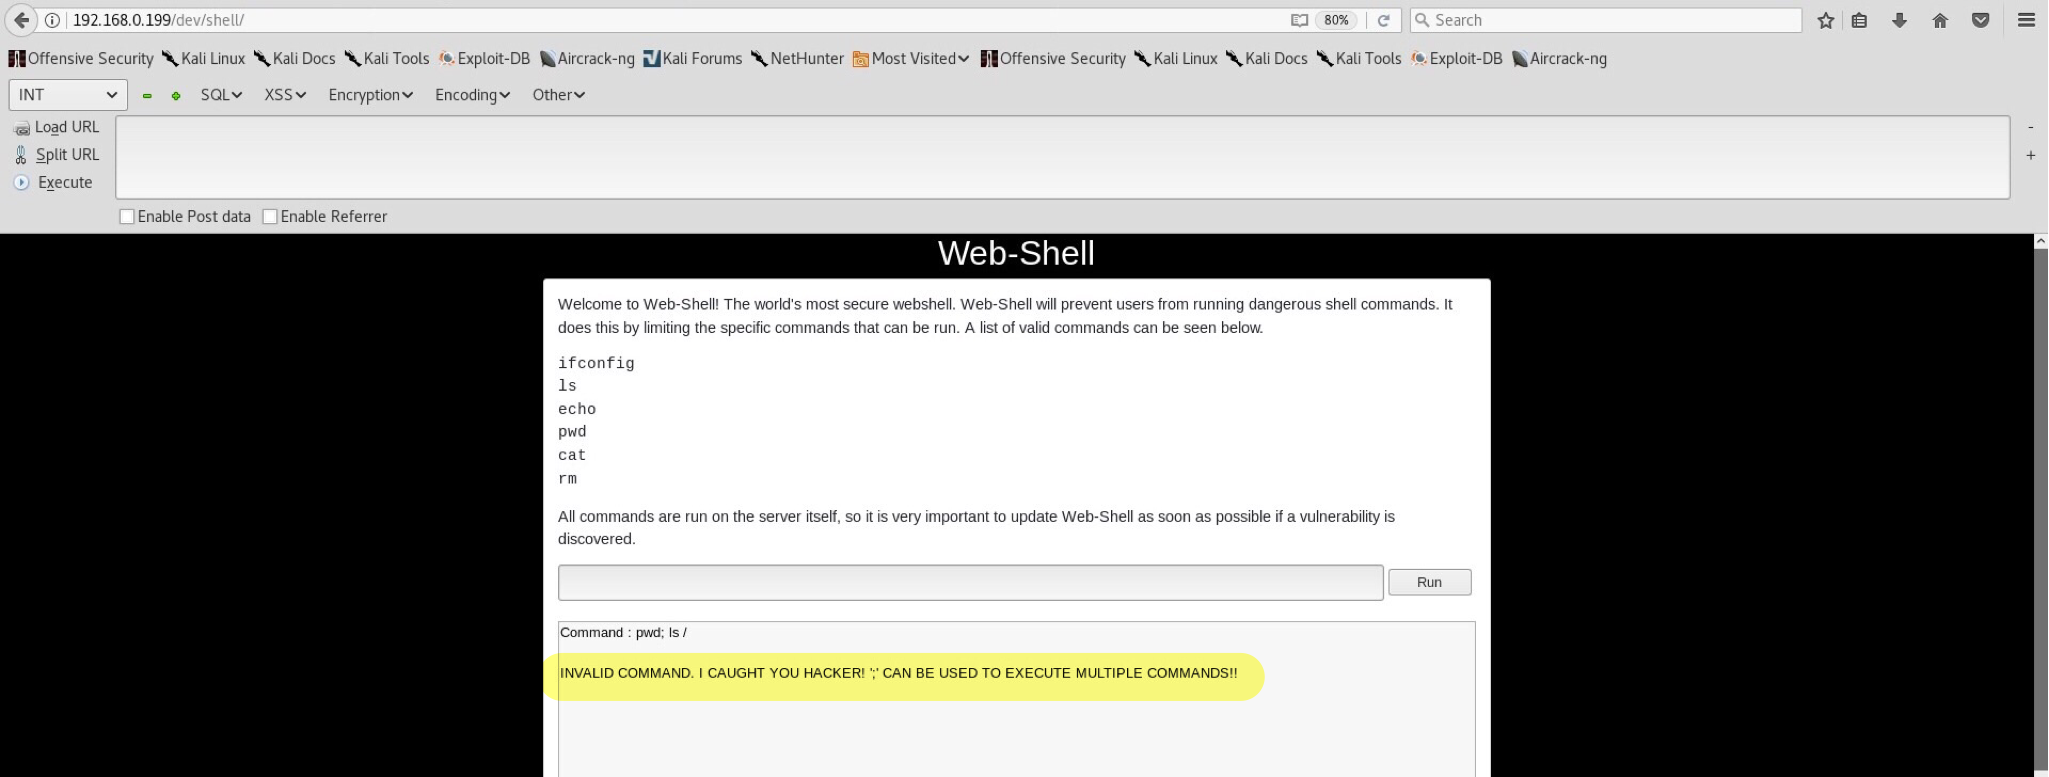 192.168.0.199/dev/shell/
80%
Search
Offensive Security Kali Linux Kali Docs Kali Tools Exploit-DB Aircrack-ng Kali Forums NetHunter Most Visited Offensive Security Kali Linux Kali Docs Kali Tools Exploit-DB Aircrack-ng
INT SQL XSS Encryption Encoding Other
Load URL
Split URL
Execute
- 
+
Enable Post data Enable Referrer
Web-Shell
Welcome to Web-Shell! The world's most secure webshell. Web-Shell will prevent users from running dangerous shell commands. It
does this by limiting the specific commands that can be run. A list of valid commands can be seen below.
ifconfig
ls
echo
pwd
cat
rm
All commands are run on the server itself, so it is very important to update Web-Shell as soon as possible if a vulnerability is
discovered.
Run
Command : pwd; ls /
INVALID COMMAND. I CAUGHT YOU HACKER! ';' CAN BE USED TO EXECUTE MULTIPLE COMMANDS!!